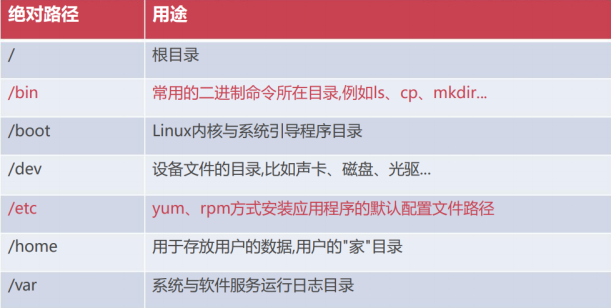 绝对路径 用途
/ 根目录
/bin 常用的二进制命令所在目录,例如ls、cp、mkdir...
/boot Linux内核与系统引导程序目录
/dev 设备文件的目录,比如声卡、磁盘、光驱...
/etc yum、rpm方式安装应用程序的默认配置文件路径
/home 用于存放用户的数据,用户的"家"目录
/var 系统与软件服务运行日志目录